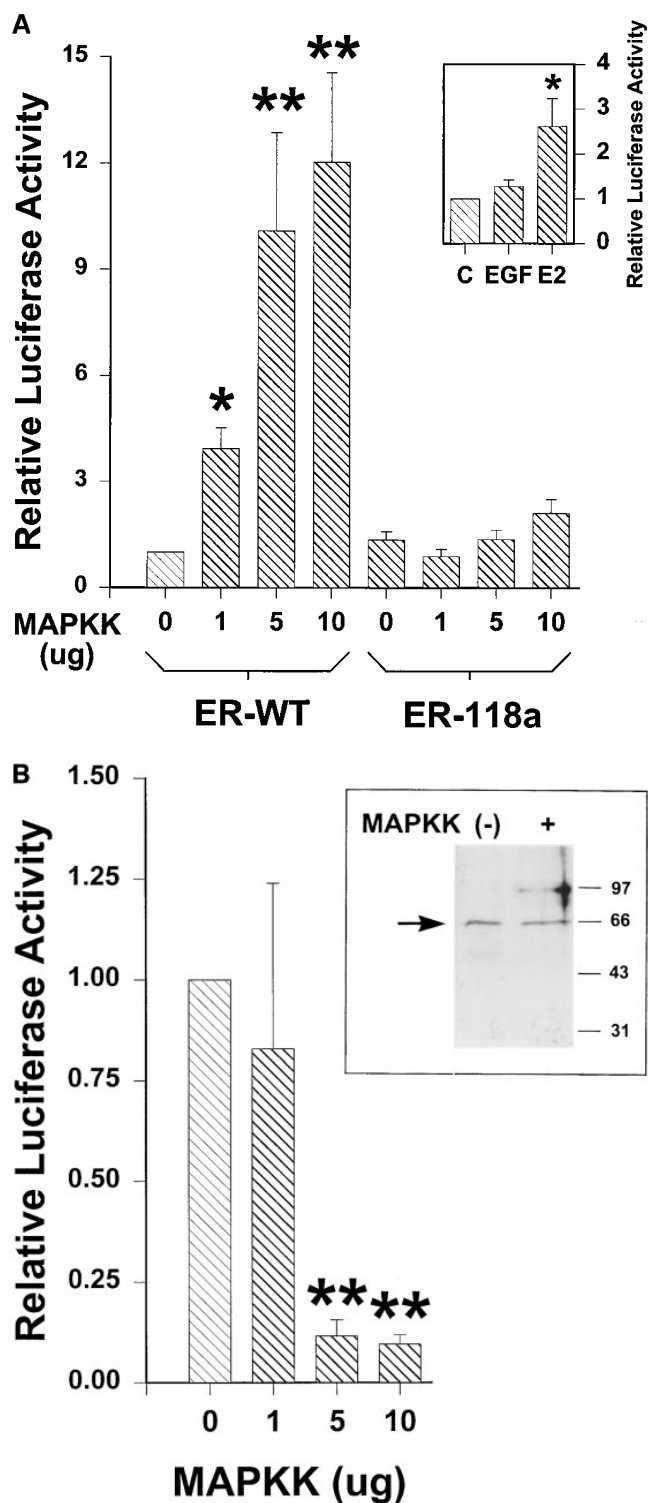 A
Relative Luciferase Activity
15
12
9
6
3
0
*
**
**
4
3
2
1
0
Relative Luciferase Activity
*
C EGF E2
MAPKK (ug)
0 1 5 10 0 1 5 10
ER-WT ER-118a
B
Relative Luciferase Activity
1.50
1.25
1.00
0.75
0.50
0.25
0.00
** **
MAPKK (-) +
97
66
43
31
0 1 5 10
MAPKK (ug)